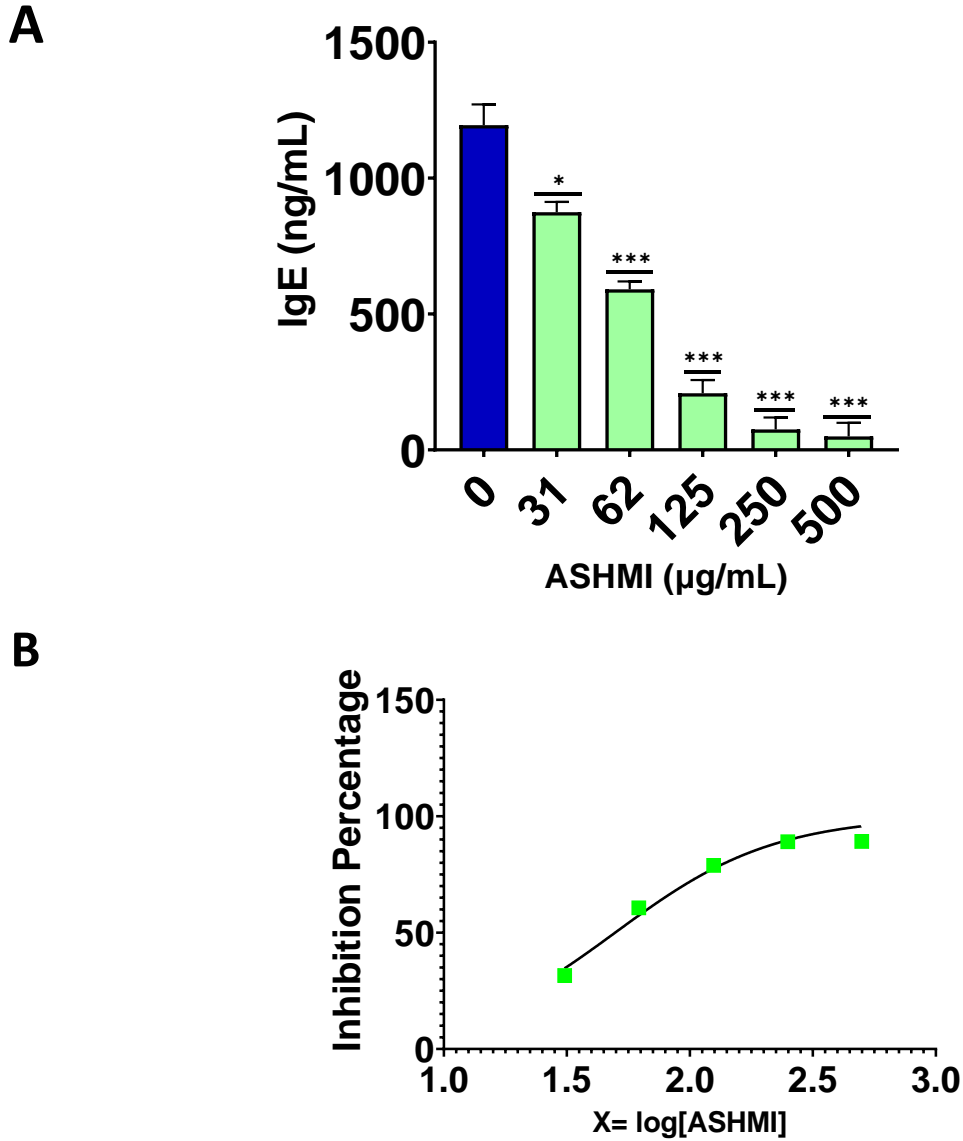 A
1500
1000
500
0
IgE (ng/mL)
*
***
***
***
***
0 31 62 125 250 500
ASHMI (µg/mL)
B
150
100
50
0
Inhibition Percentage
1.0 1.5 2.0 2.5 3.0
X= log[ASHMI]